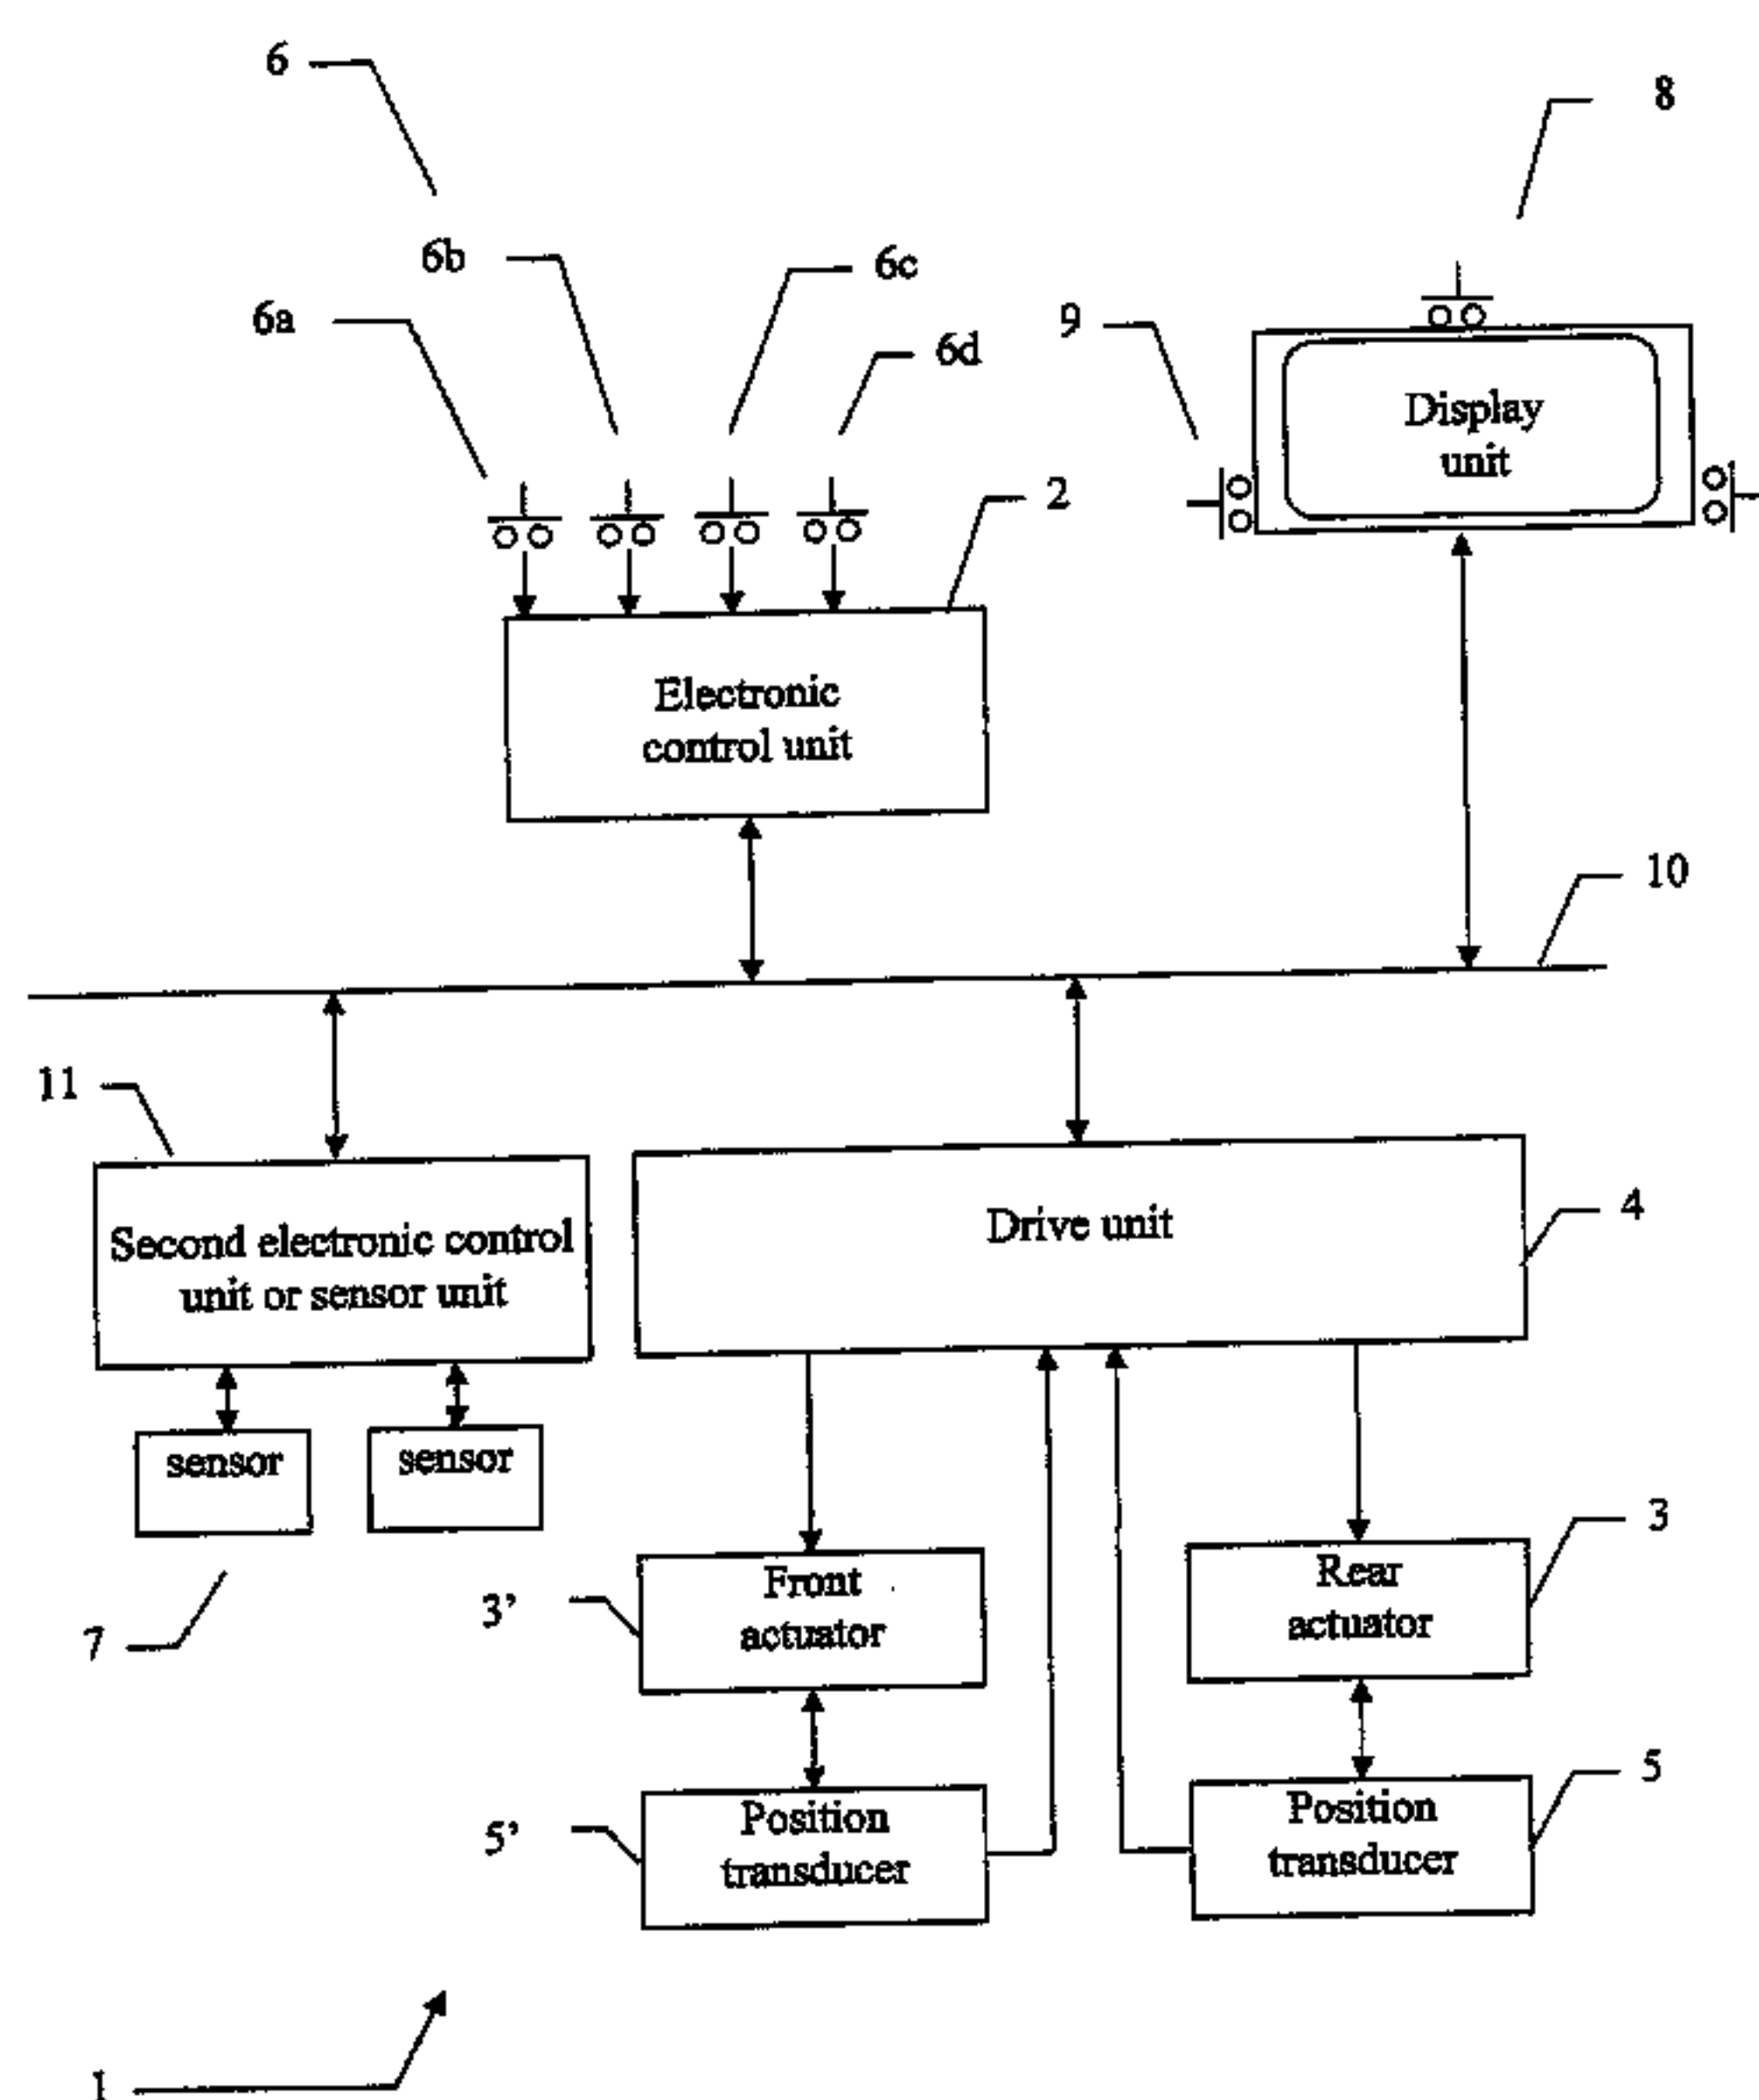 6
8
6b
6c
6a
9
6d
Display
unit
2
Electronic
control unit
10
11
4
Second electronic control
unit or sensor unit
Drive unit
sensor
sensor
3
Front
actuator
Rear
actuator
3’
7
5
Position
transducer
Position
transducer
5’
1